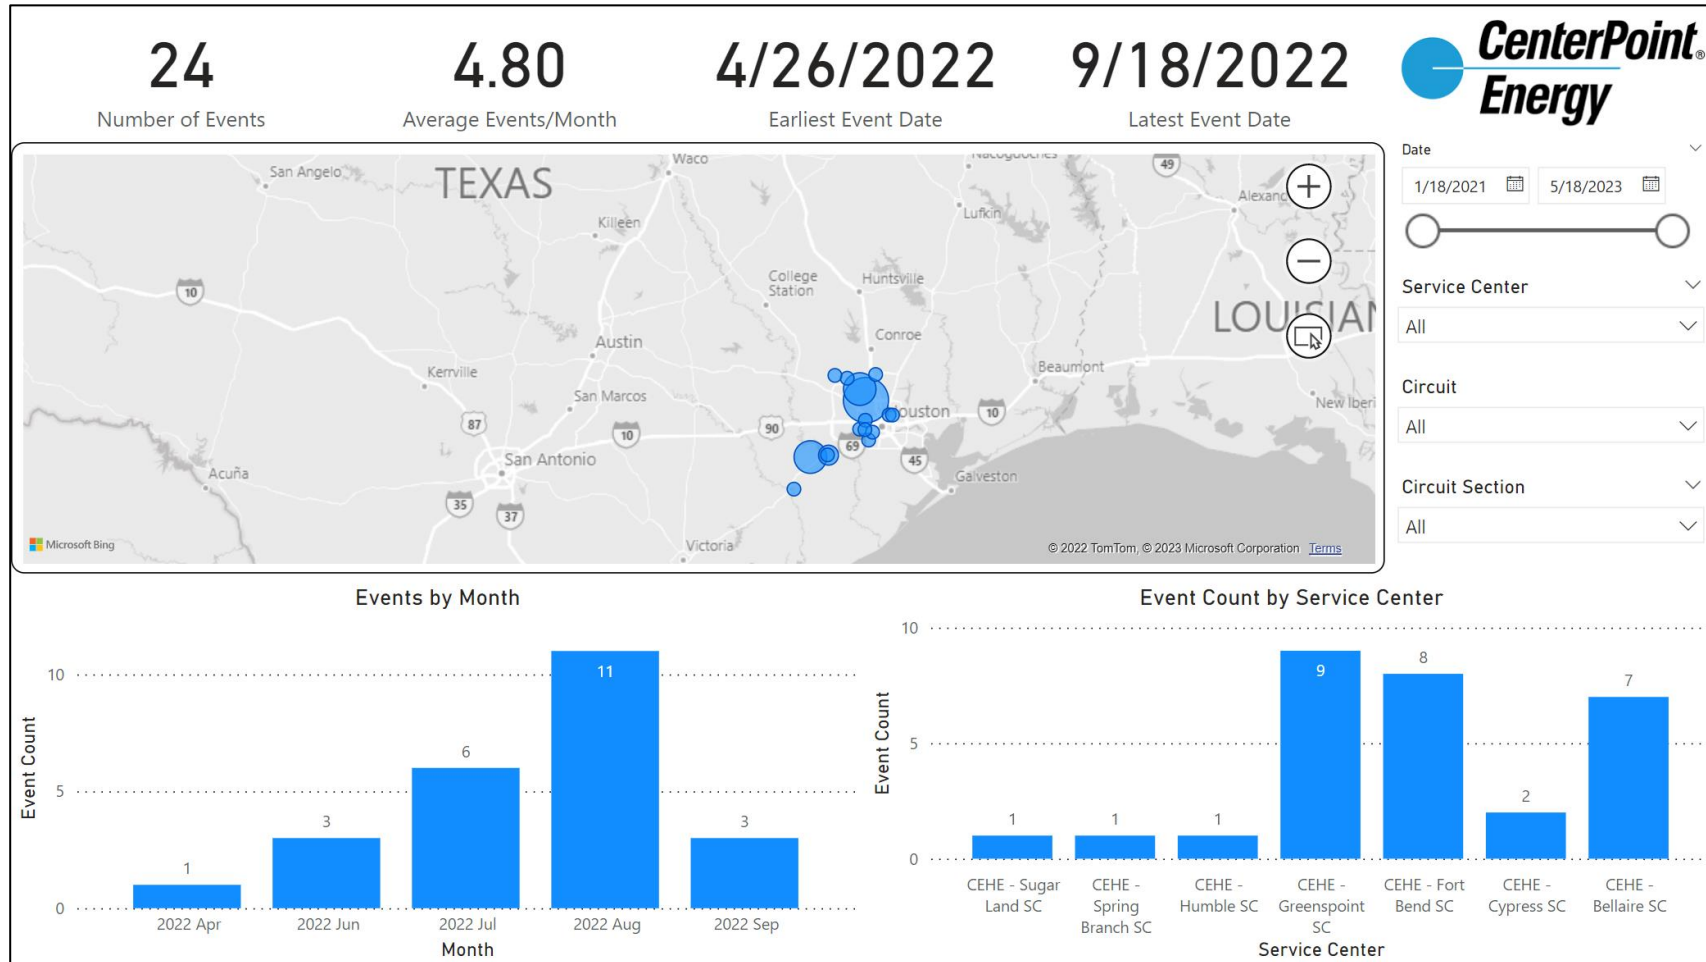 24
Number of Events
4.80
Average Events/Month
4/26/2022
Earliest Event Date
9/18/2022
Latest Event Date
CenterPoint®
Energy
Date
1/18/2021
5/18/2023
Service Center
All
Circuit
All
Circuit Section
All
TEXAS
San Angelo
Waco
Nacogdoches
49
Killeen
Lufkin
10
College
Station
Huntsville
Austin
Conroe
Kerrville
San Marcos
Beaumont
87
10
90
Houston
10
New Iberi
San Antonio
69
45
Acuña
Galveston
35
37
Victoria
Microsoft Bing
© 2022 TomTom, © 2023 Microsoft Corporation Terms
Events by Month
Event Count
10
5
0
1
3
6
11
3
2022 Apr
2022 Jun
2022 Jul
2022 Aug
2022 Sep
Month
Event Count by Service Center
Event Count
10
5
0
1
1
1
9
8
2
7
CEHE - Sugar
Land SC
CEHE -
Spring
Branch SC
CEHE -
Humble SC
CEHE -
Greenspoint
SC
CEHE - Fort
Bend SC
CEHE -
Cypress SC
CEHE -
Bellaire SC
Service Center